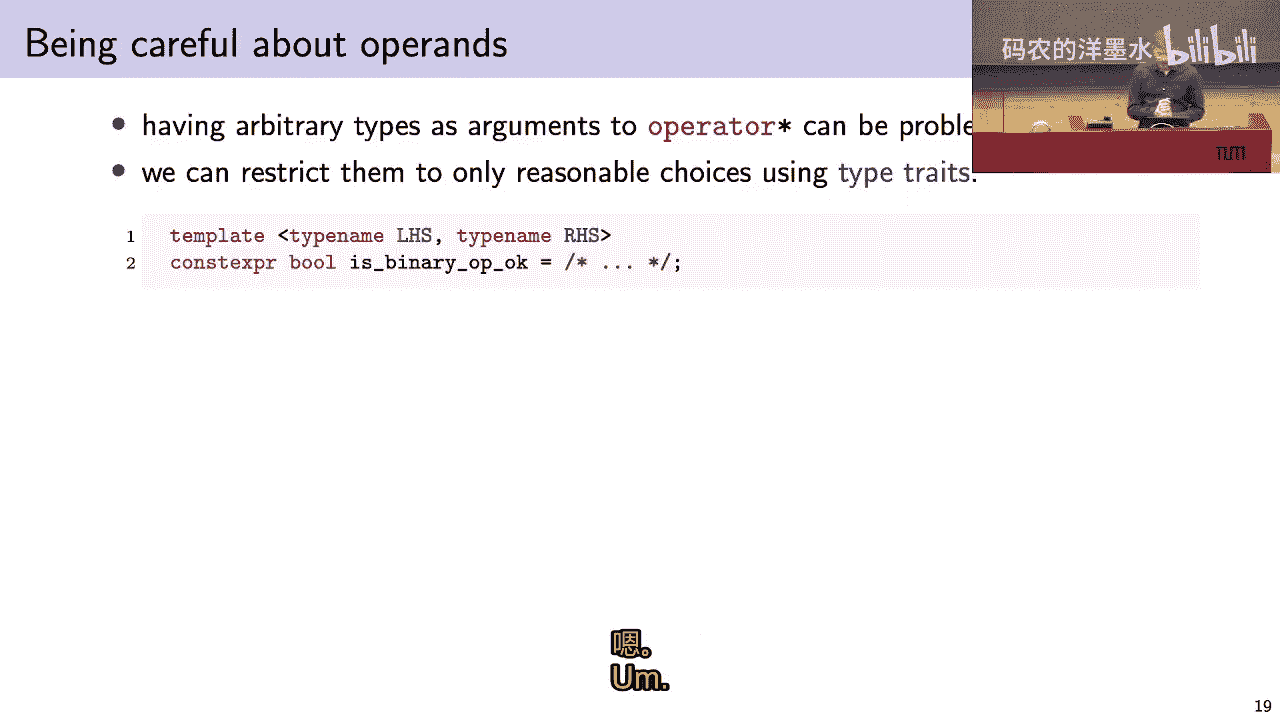 Being careful about operands
码农的洋墨水 bilibili
• having arbitrary types as arguments to operator* can be
• we can restrict them to only reasonable choices using type traits:
TUM
1 template <typename LHS, typename RHS>
2 constexpr bool is_binary_op_ok = /* ... */;
嗯。
Um.
19